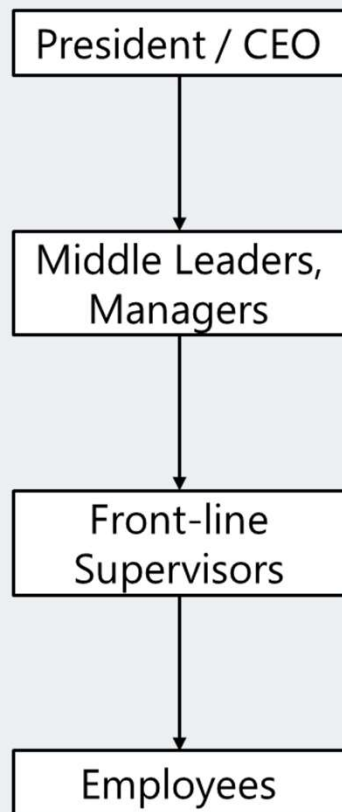 President / CEO
Middle Leaders,
Managers
Front-line
Supervisors
Employees